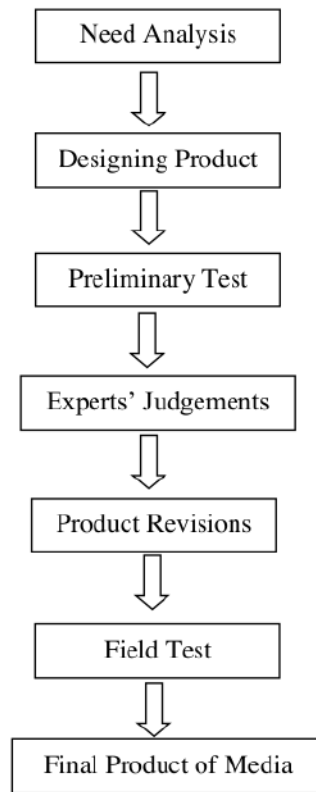 Need Analysis
Designing Product
Preliminary Test
Experts' Judgements
Product Revisions
Field Test
Final Product of Media